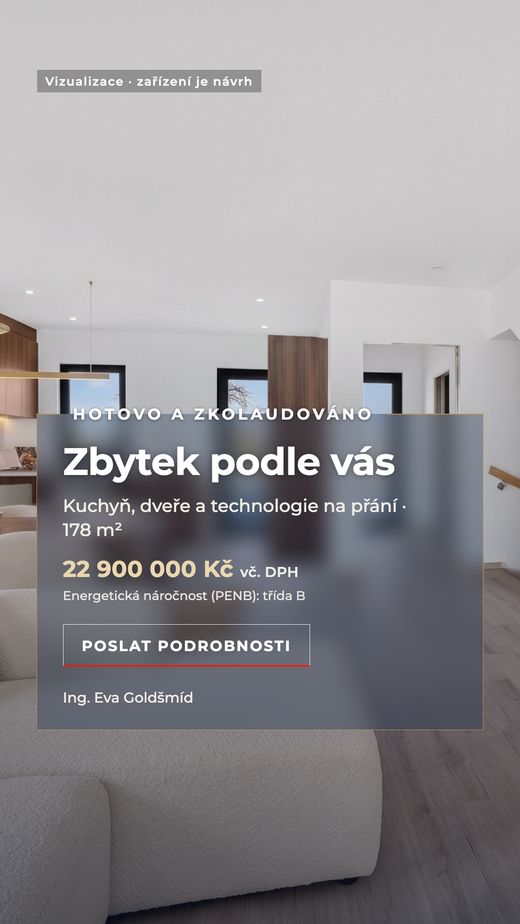 Vizualizace · zařízení je návrh
HOTOVO A ZKOLAUDOVÁNO
Zbytek podle vás
Kuchyň, dveře a technologie na přání ·
178 m²
22 900 000 Kč vč. DPH
Energetická náročnost (PENB): třída B
POSLAT PODROBNOSTI
Ing. Eva Goldšmíd